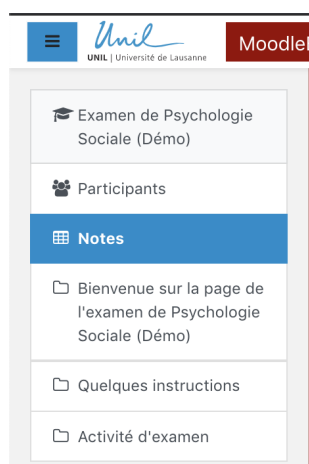 Unil
UNIL | Université de Lausanne
Moodle
Examen de Psychologie
Sociale (Démo)
Participants
Notes
Bienvenue sur la page de
l'examen de Psychologie
Sociale (Démo)
Quelques instructions
Activité d'examen